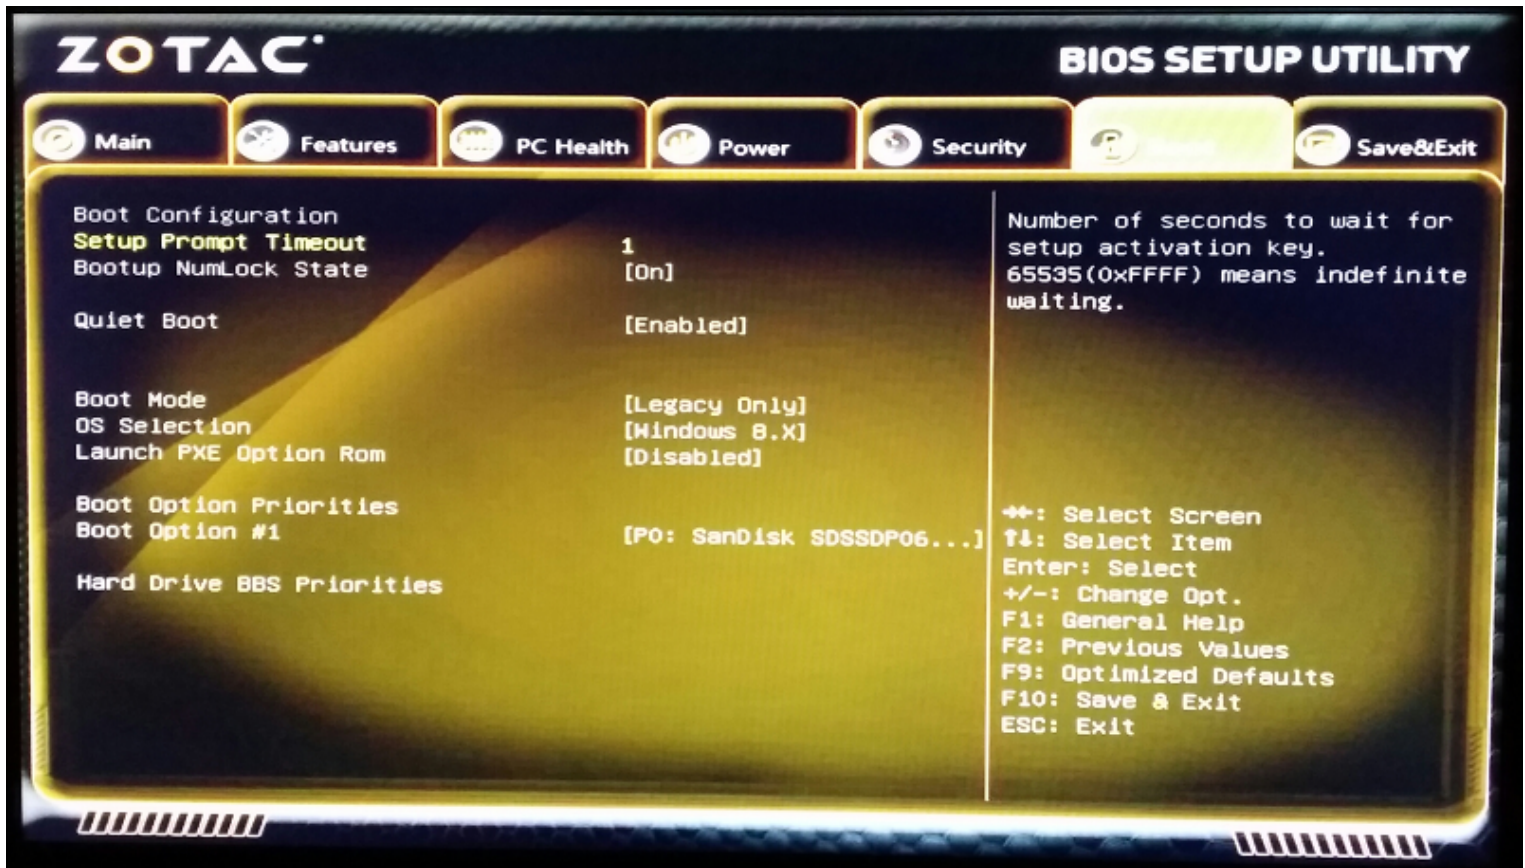 ZOTAC
BIOS SETUP UTILITY
Main
Features
PC Health
Power
Security
Save&Exit
Boot Configuration
Setup Prompt Timeout 1
Bootup NumLock State [On]
Quiet Boot [Enabled]
Boot Mode [Legacy Only]
OS Selection [Windows 8.X]
Launch PXE Option Rom [Disabled]
Boot Option Priorities
Boot Option #1 [P0: SanDisk SDSSDP06...]
Hard Drive BBS Priorities
Number of seconds to wait for
setup activation key.
65535(0xFFFF) means indefinite
waiting.
→←: Select Screen
↑↓: Select Item
Enter: Select
+/-: Change Opt.
F1: General Help
F2: Previous Values
F9: Optimized Defaults
F10: Save & Exit
ESC: Exit